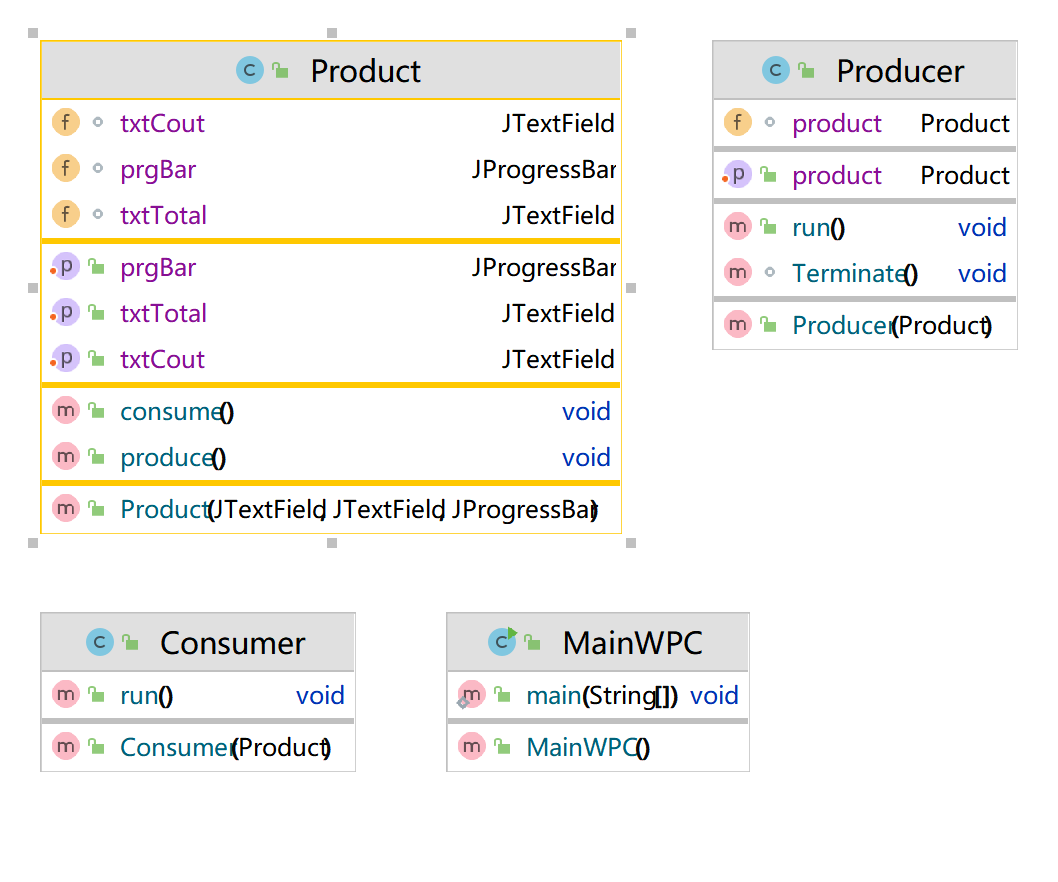 Product
txtCout JTextField
prgBar JProgressBar
txtTotal JTextField
prgBar JProgressBar
txtTotal JTextField
txtCout JTextField
consume() void
produce() void
Product(JTextField, JTextField, JProgressBar)
Producer
product Product
product Product
run() void
Terminate() void
Producer(Product)
Consumer
run() void
Consumer(Product)
MainWPC
main(String[]) void
MainWPC()